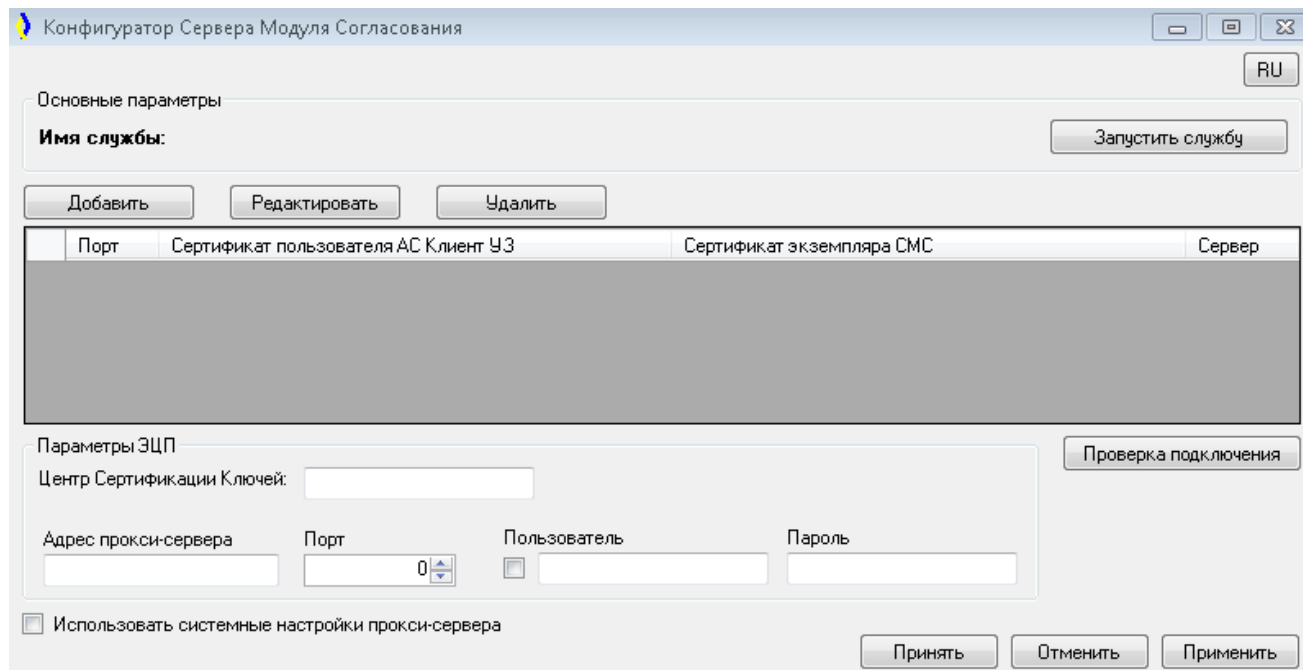 Конфигуратор Сервера Модуля Согласования
RU
Основные параметры
Имя службы:
Запустить службу
Добавить Редактировать Удалить
Порт Сертификат пользователя АС Клиент УЗ Сертификат экземпляра СМС Сервер
Параметры ЭЦП
Проверка подключения
Центр Сертификации Ключей:
Адрес прокси-сервера Порт Пользователь Пароль
0
Использовать системные настройки прокси-сервера
Принять Отменить Применить